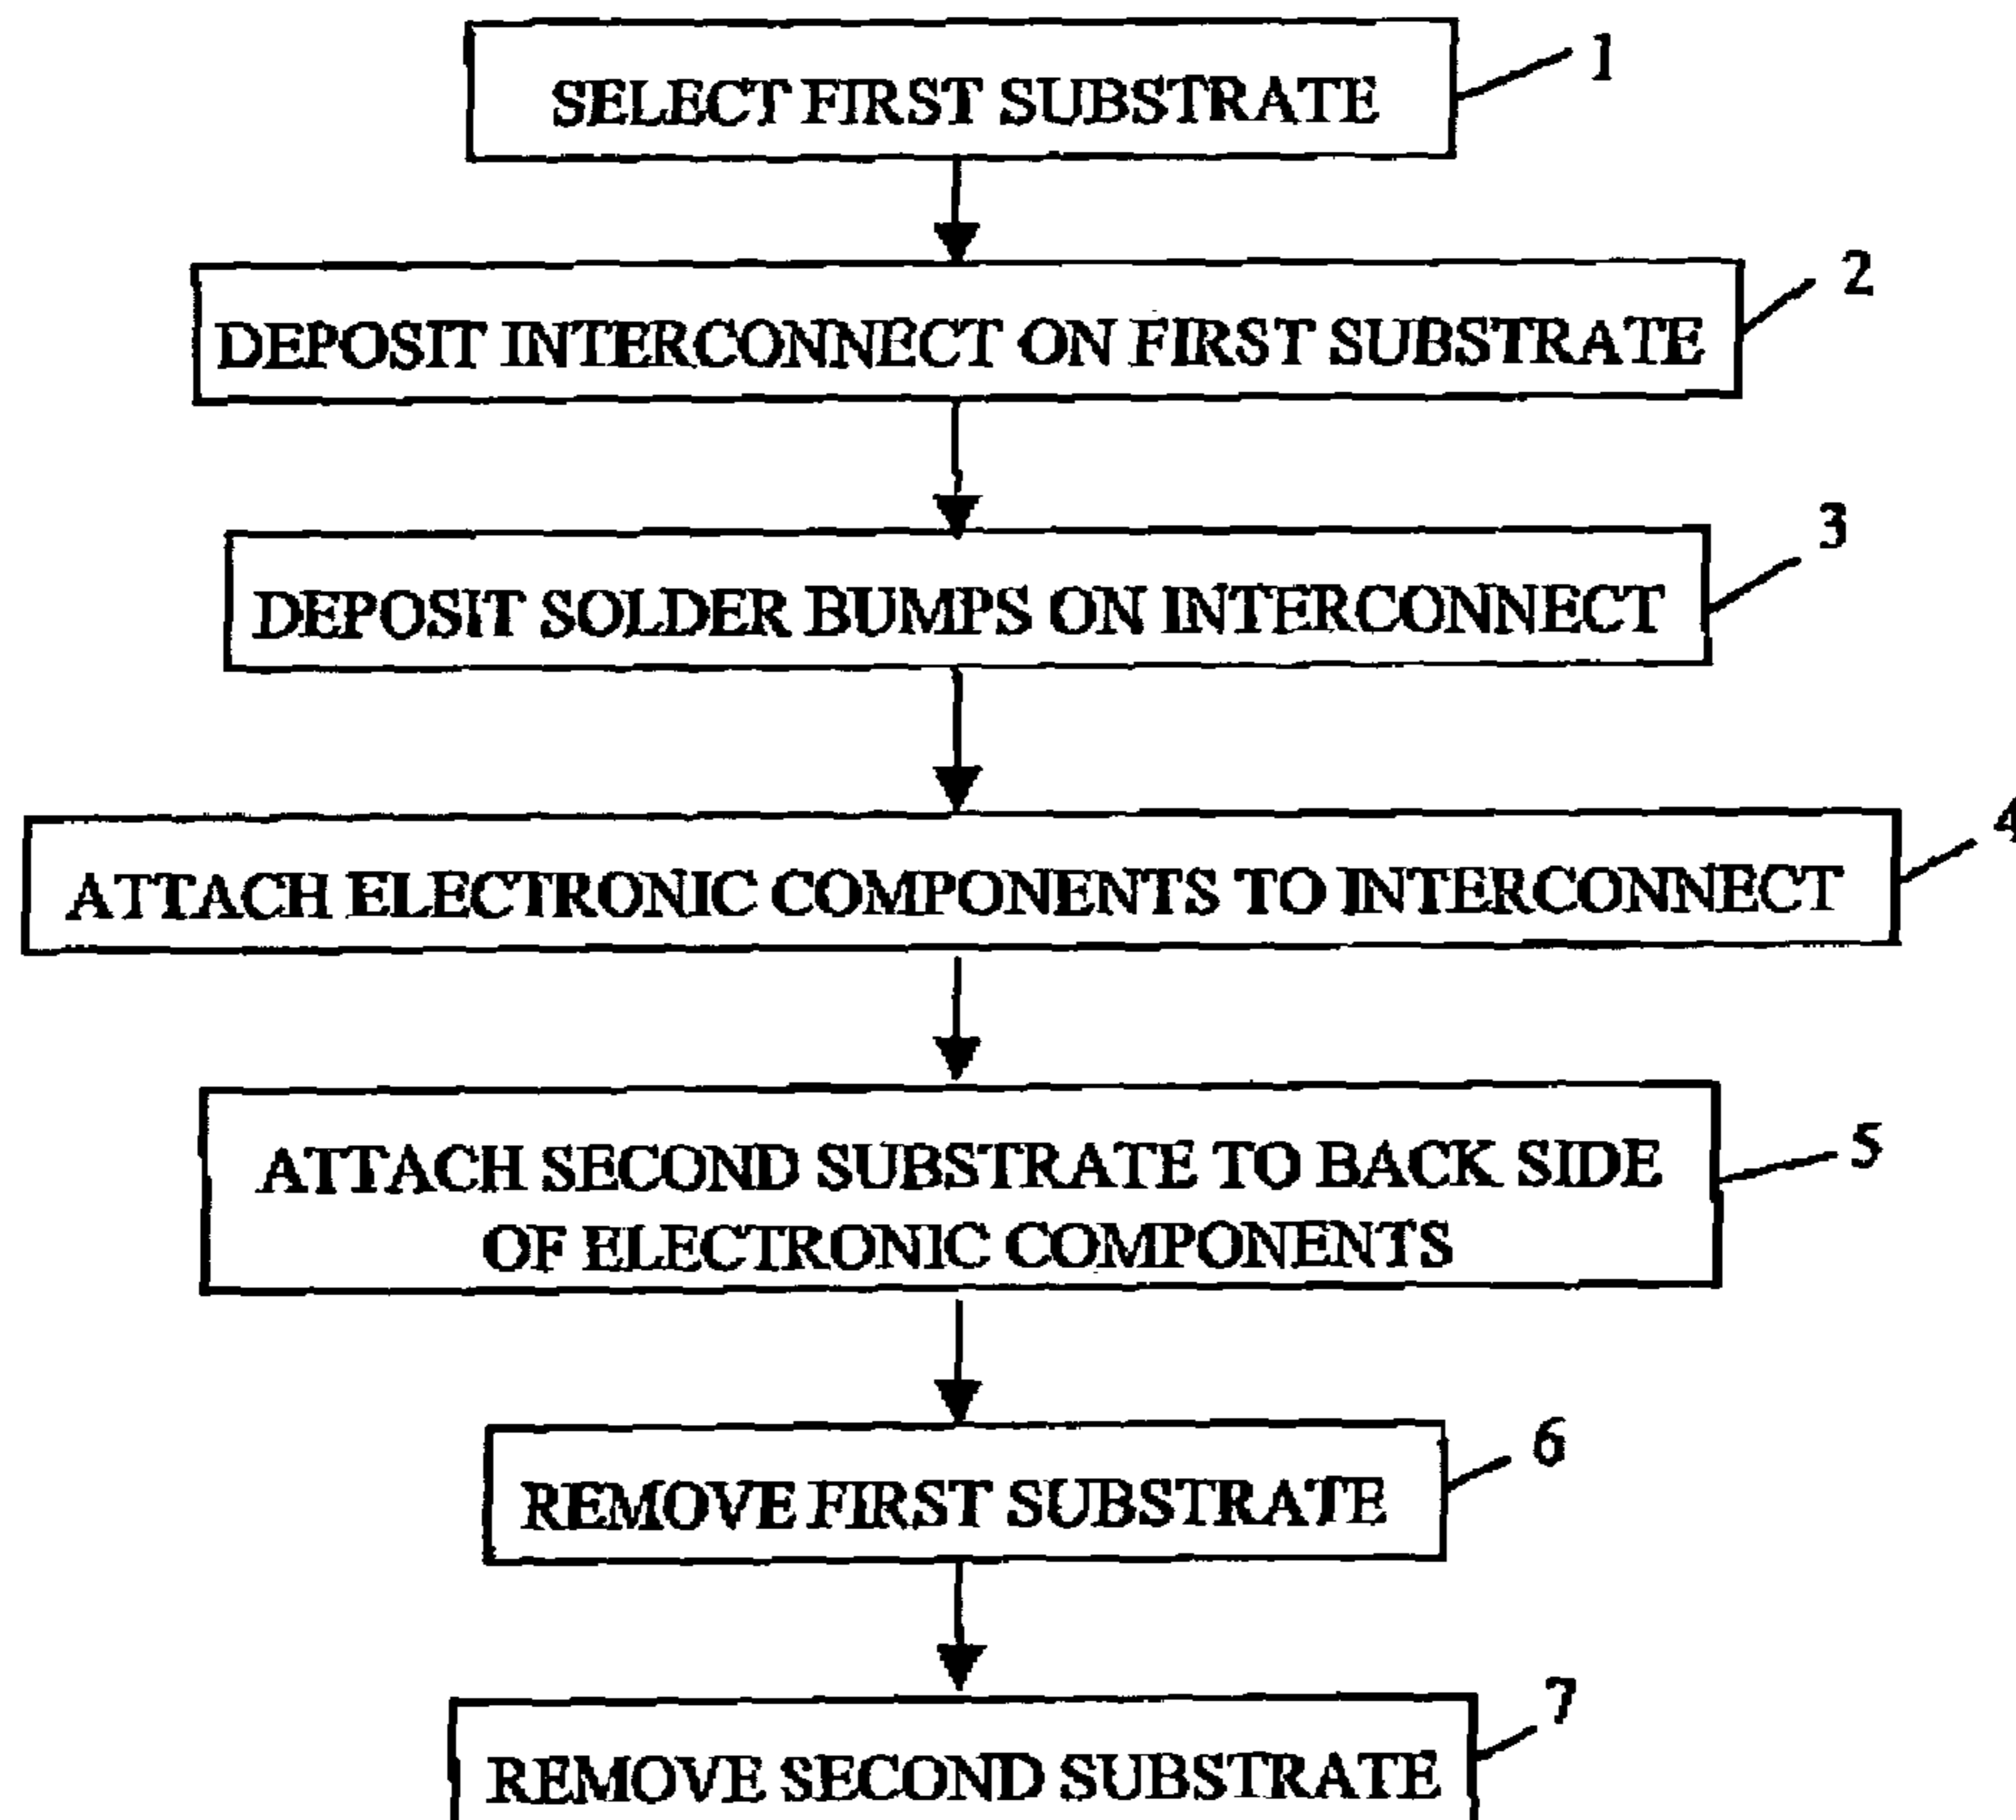 SELECT FIRST SUBSTRATE 1
DEPOSIT INTERCONNECT ON FIRST SUBSTRATE 2
DEPOSIT SOLDER BUMPS ON INTERCONNECT 3
ATTACH ELECTRONIC COMPONENTS TO INTERCONNECT 4
ATTACH SECOND SUBSTRATE TO BACK SIDE 5
OF ELECTRONIC COMPONENTS
REMOVE FIRST SUBSTRATE 6
REMOVE SECOND SUBSTRATE 7